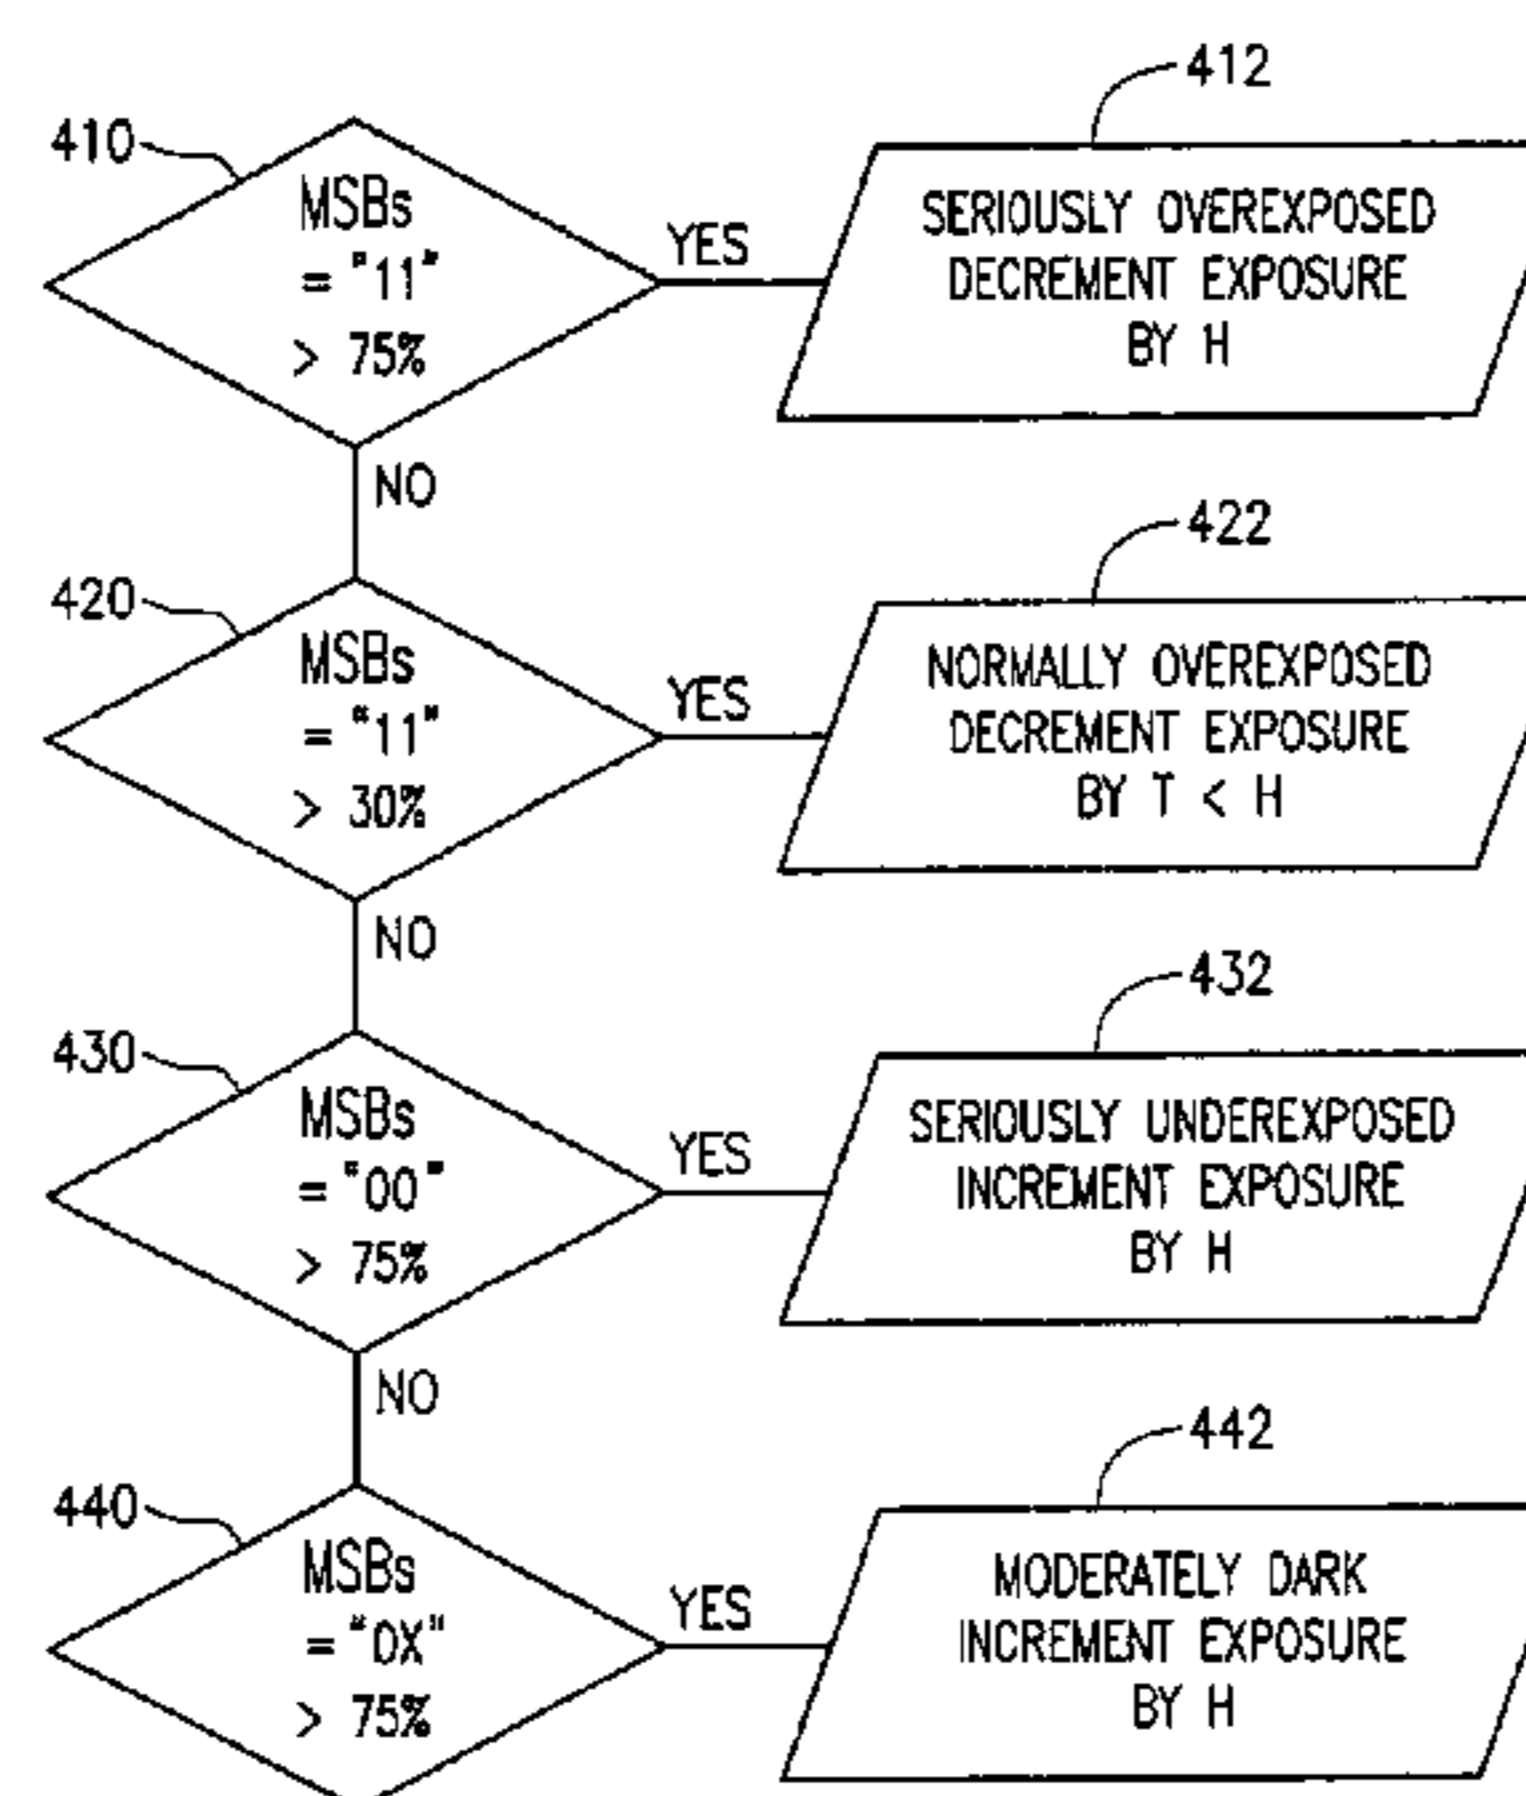 412
410
MSBs
= "11"
> 75%
YES
SERIOUSLY OVEREXPOSED
DECREMENT EXPOSURE
BY H
NO
422
420
MSBs
= "11"
> 30%
YES
NORMALLY OVEREXPOSED
DECREMENT EXPOSURE
BY T < H
NO
432
430
MSBs
= "00"
> 75%
YES
SERIOUSLY UNDEREXPOSED
INCREMENT EXPOSURE
BY H
NO
442
440
MSBs
= "0X"
> 75%
YES
MODERATELY DARK
INCREMENT EXPOSURE
BY H